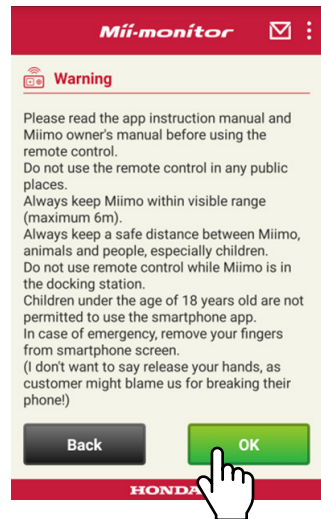 Mii-monitor
Warning
Please read the app instruction manual and
Miimo owner's manual before using the
remote control.
Do not use the remote control in any public
places.
Always keep Miimo within visible range
(maximum 6m).
Always keep a safe distance between Miimo,
animals and people, especially children.
Do not use remote control while Miimo is in
the docking station.
Children under the age of 18 years old are not
permitted to use the smartphone app.
In case of emergency, remove your fingers
from smartphone screen.
(I don't want to say release your hands, as
customer might blame us for breaking their
phone!)
Back
OK
HONDA